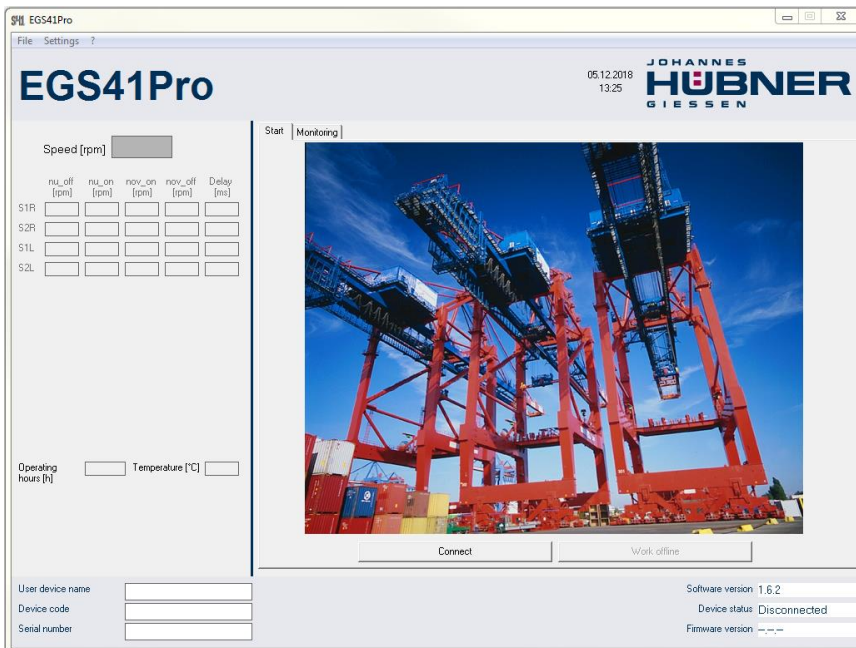 EGS41Pro
File Settings ?
EGS41Pro
05.12.2018
13:25
JOHANNES
HÜBNER
GIESSEN
Start Monitoring
Speed [rpm]
nu_off nu_on nov_on nov_off Delay
[rpm] [rpm] [rpm] [rpm] [ms]
S1R
S2R
S1L
S2L
Operating
hours [h]
Temperature [°C]
Connect Work offline
User device name
Device code
Serial number
Software version 1.6.2
Device status Disconnected
Firmware version --.--.--